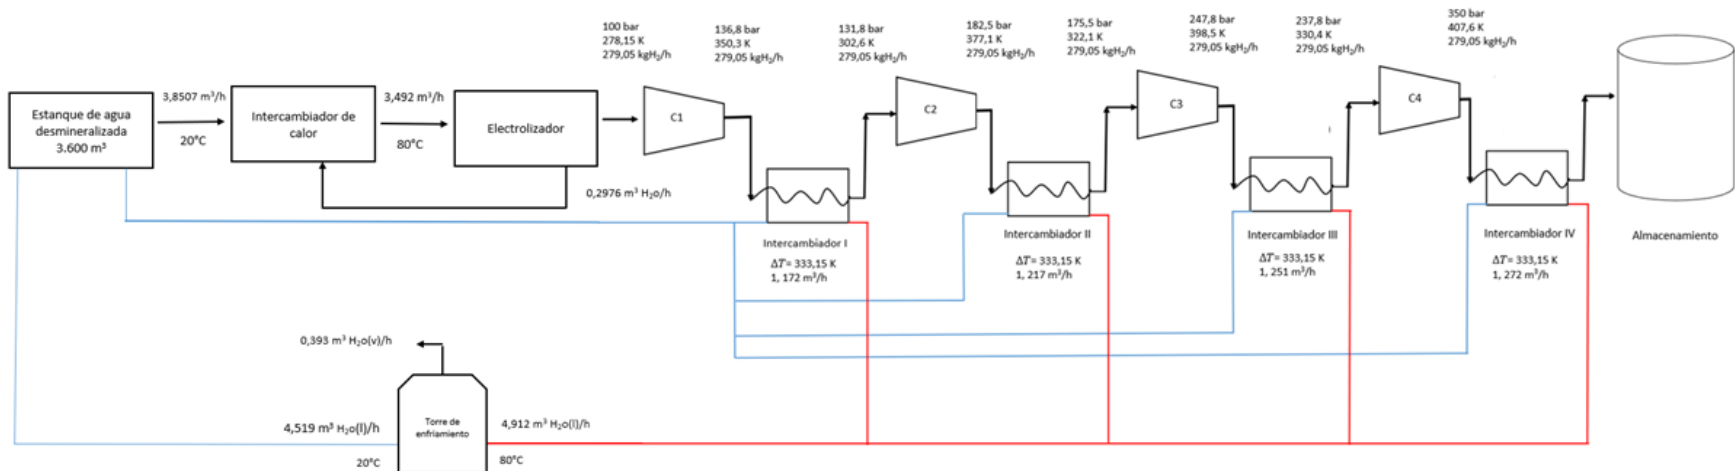 100 bar
278,15 K
279,05 kgH₂/h
136,8 bar
350,3 K
279,05 kgH₂/h
131,8 bar
302,6 K
279,05 kgH₂/h
182,5 bar
377,1 K
279,05 kgH₂/h
175,5 bar
322,1 K
279,05 kgH₂/h
247,8 bar
398,5 K
279,05 kgH₂/h
237,8 bar
330,4 K
279,05 kgH₂/h
350 bar
407,6 K
279,05 kgH₂/h
Estanque de agua
desmineralizada
3.600 m³
3,8507 m³/h
20°C
Intercambiador de
calor
3,492 m³/h
80°C
Electrolizador
0,2976 m³ H₂o/h
C1
C2
C3
C4
Intercambiador I
ΔT= 333,15 K
1, 172 m³/h
Intercambiador II
ΔT= 333,15 K
1, 217 m³/h
Intercambiador III
ΔT= 333,15 K
1, 251 m³/h
Intercambiador IV
ΔT= 333,15 K
1, 272 m³/h
Almacenamiento
0,393 m³ H₂o(v)/h
4,519 m³ H₂o(l)/h
20°C
Torre de
enfriamiento
4,912 m³ H₂o(l)/h
80°C